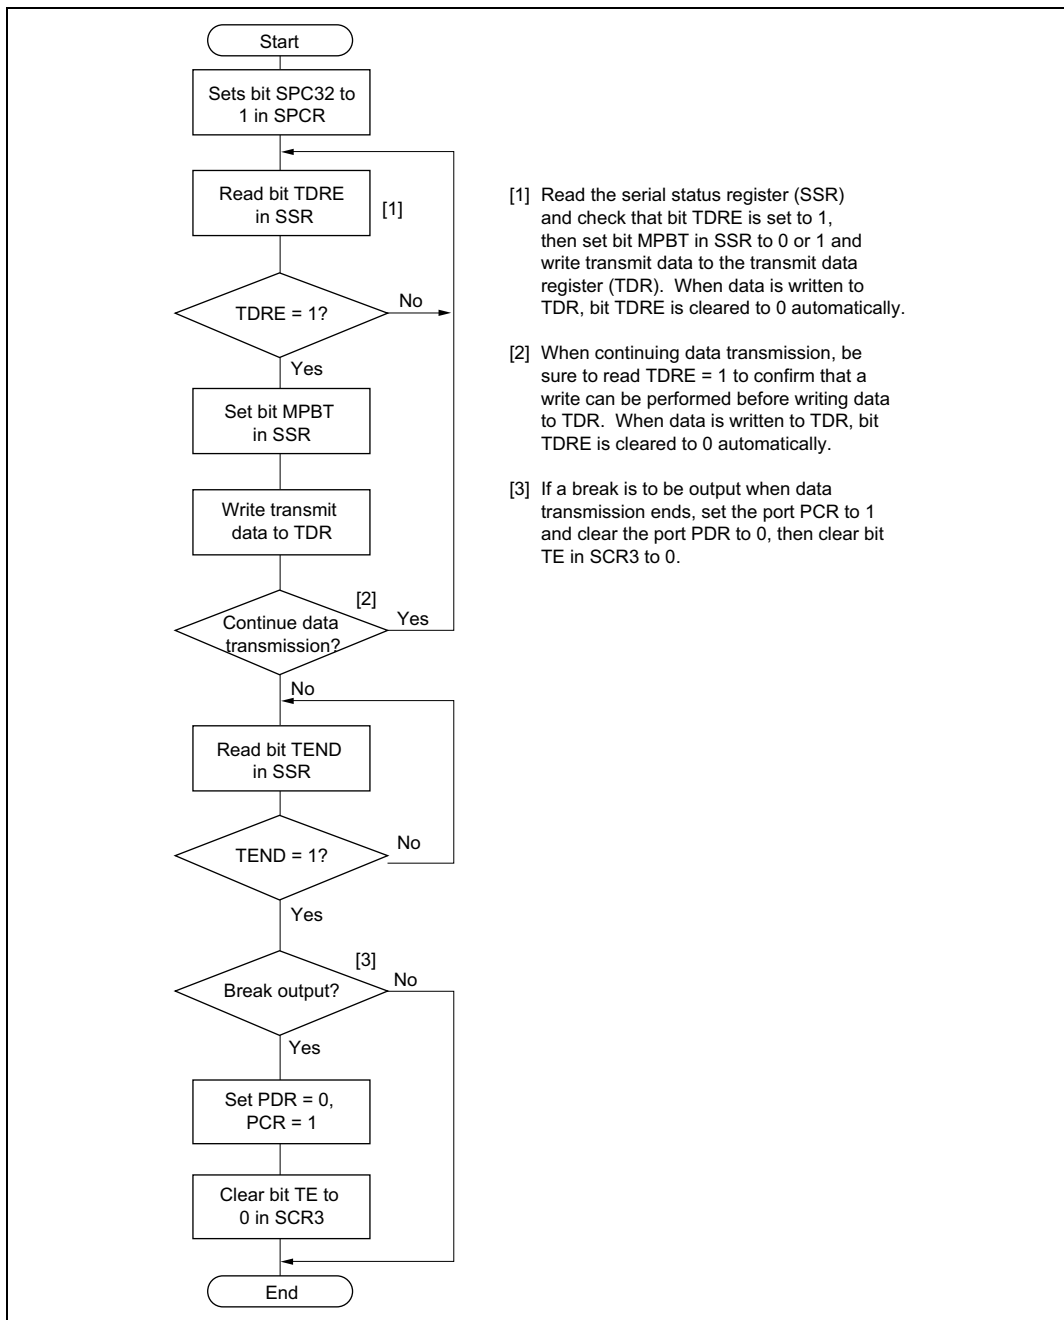 Start
Sets bit SPC32 to
1 in SPCR
Read bit TDRE
in SSR
[1]
TDRE = 1?
No
Yes
Set bit MPBT
in SSR
Write transmit
data to TDR
[2]
Continue data
transmission?
Yes
No
Read bit TEND
in SSR
TEND = 1?
No
Yes
[3]
Break output?
No
Yes
Set PDR = 0,
PCR = 1
Clear bit TE to
0 in SCR3
End
[1] Read the serial status register (SSR)
and check that bit TDRE is set to 1,
then set bit MPBT in SSR to 0 or 1 and
write transmit data to the transmit data
register (TDR). When data is written to
TDR, bit TDRE is cleared to 0 automatically.
[2] When continuing data transmission, be
sure to read TDRE = 1 to confirm that a
write can be performed before writing data
to TDR. When data is written to TDR, bit
TDRE is cleared to 0 automatically.
[3] If a break is to be output when data
transmission ends, set the port PCR to 1
and clear the port PDR to 0, then clear bit
TE in SCR3 to 0.